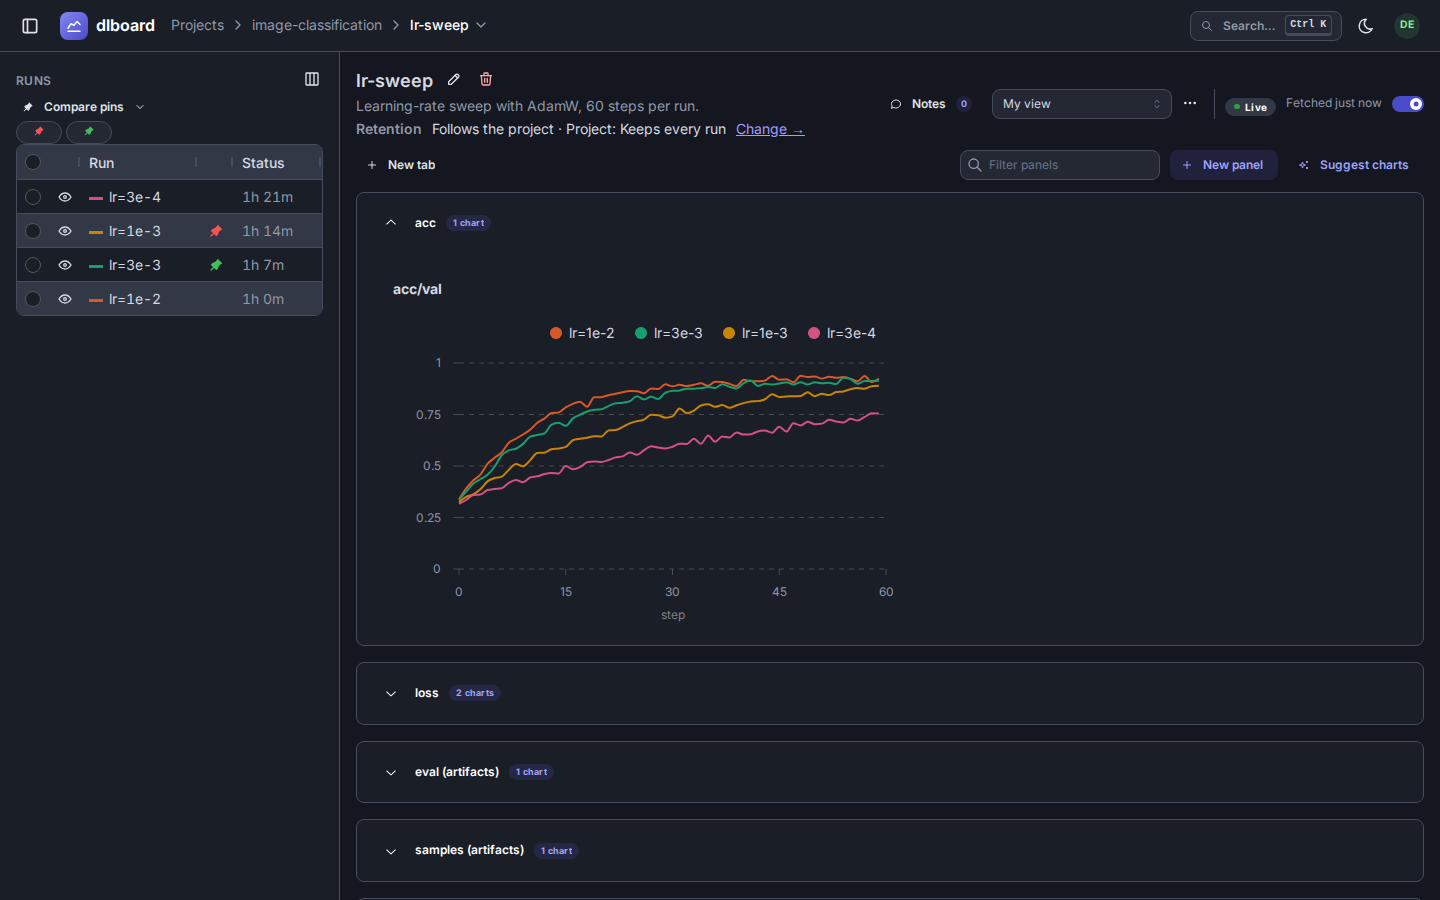 dlboard
Projects
image-classification
lr-sweep
Search...
Ctrl K
DE
RUNS
Compare pins
Run
Status
lr=3e-4
1h 21m
lr=1e-3
1h 14m
lr=3e-3
1h 7m
lr=1e-2
1h 0m
lr-sweep
Learning-rate sweep with AdamW, 60 steps per run.
Retention Follows the project · Project: Keeps every run Change →
Notes 0
My view
Live
Fetched just now
New tab
Filter panels
New panel
Suggest charts
acc 1 chart
acc/val
lr=1e-2 lr=3e-3 lr=1e-3 lr=3e-4
1
0.75
0.5
0.25
0
0 15 30 45 60
step
loss 2 charts
eval (artifacts) 1 chart
samples (artifacts) 1 chart